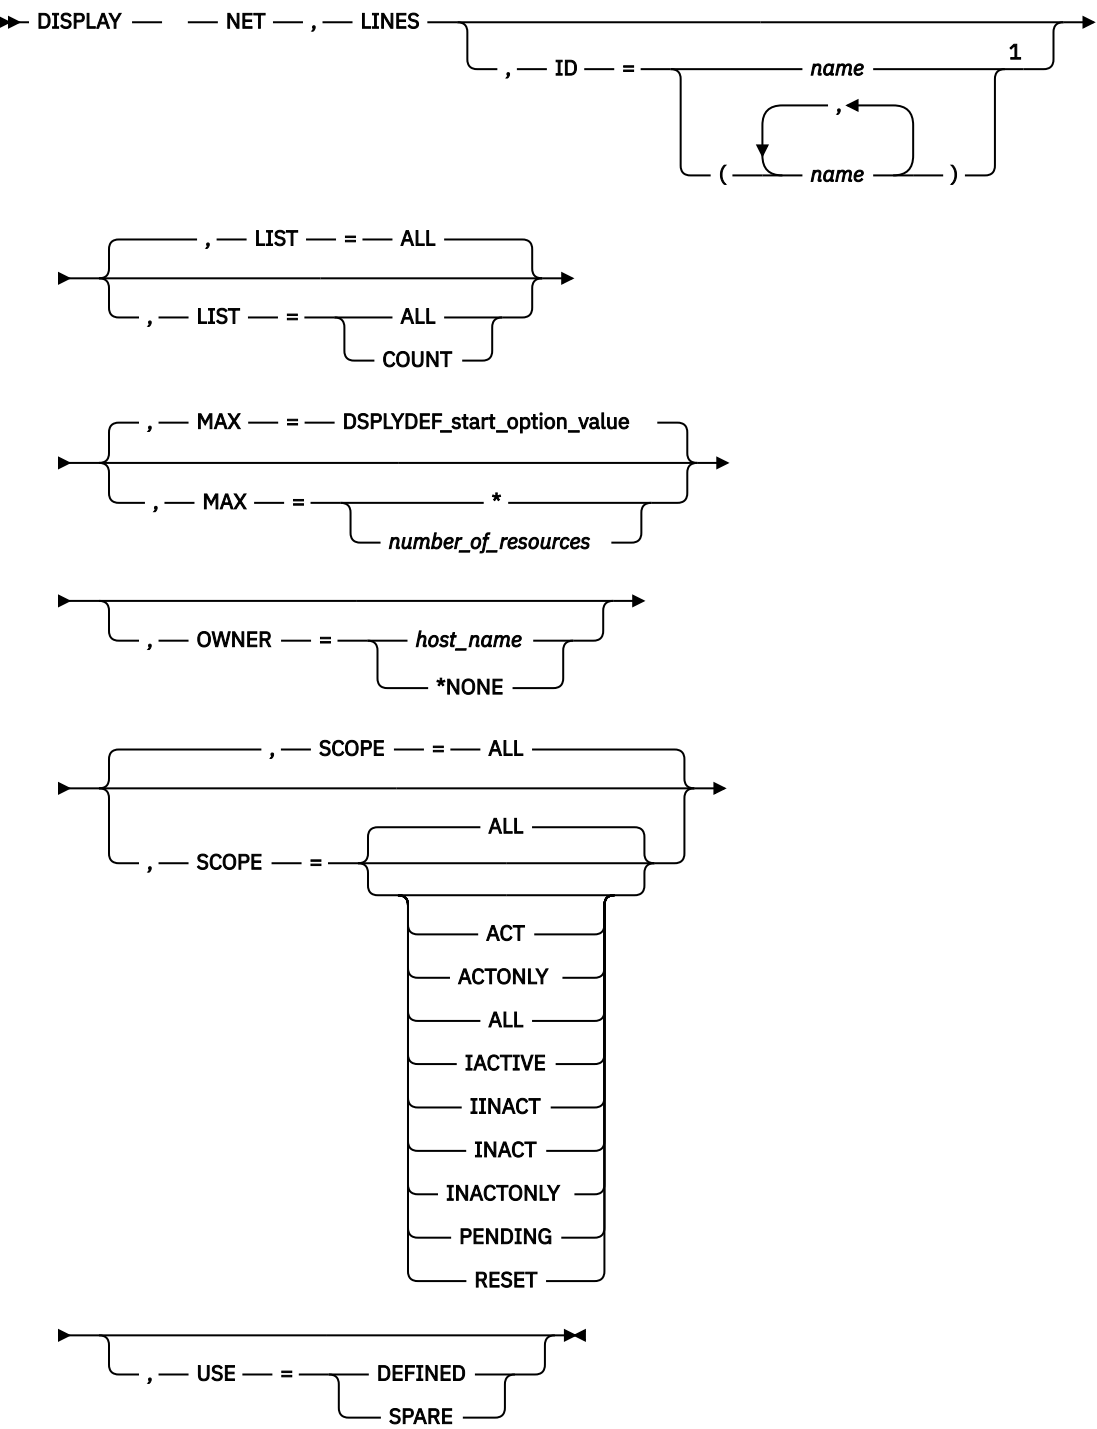 DISPLAY NET , LINES
, ID = name 1
,
( name )
, LIST = ALL
, LIST = ALL
COUNT
, MAX = DSPLYDEF_start_option_value
, MAX = *
number_of_resources
, OWNER = host_name
*NONE
, SCOPE = ALL
ALL
, SCOPE =
ACT
ACTONLY
ALL
IACTIVE
IINACT
INACT
INACTONLY
PENDING
RESET
, USE = DEFINED
SPARE